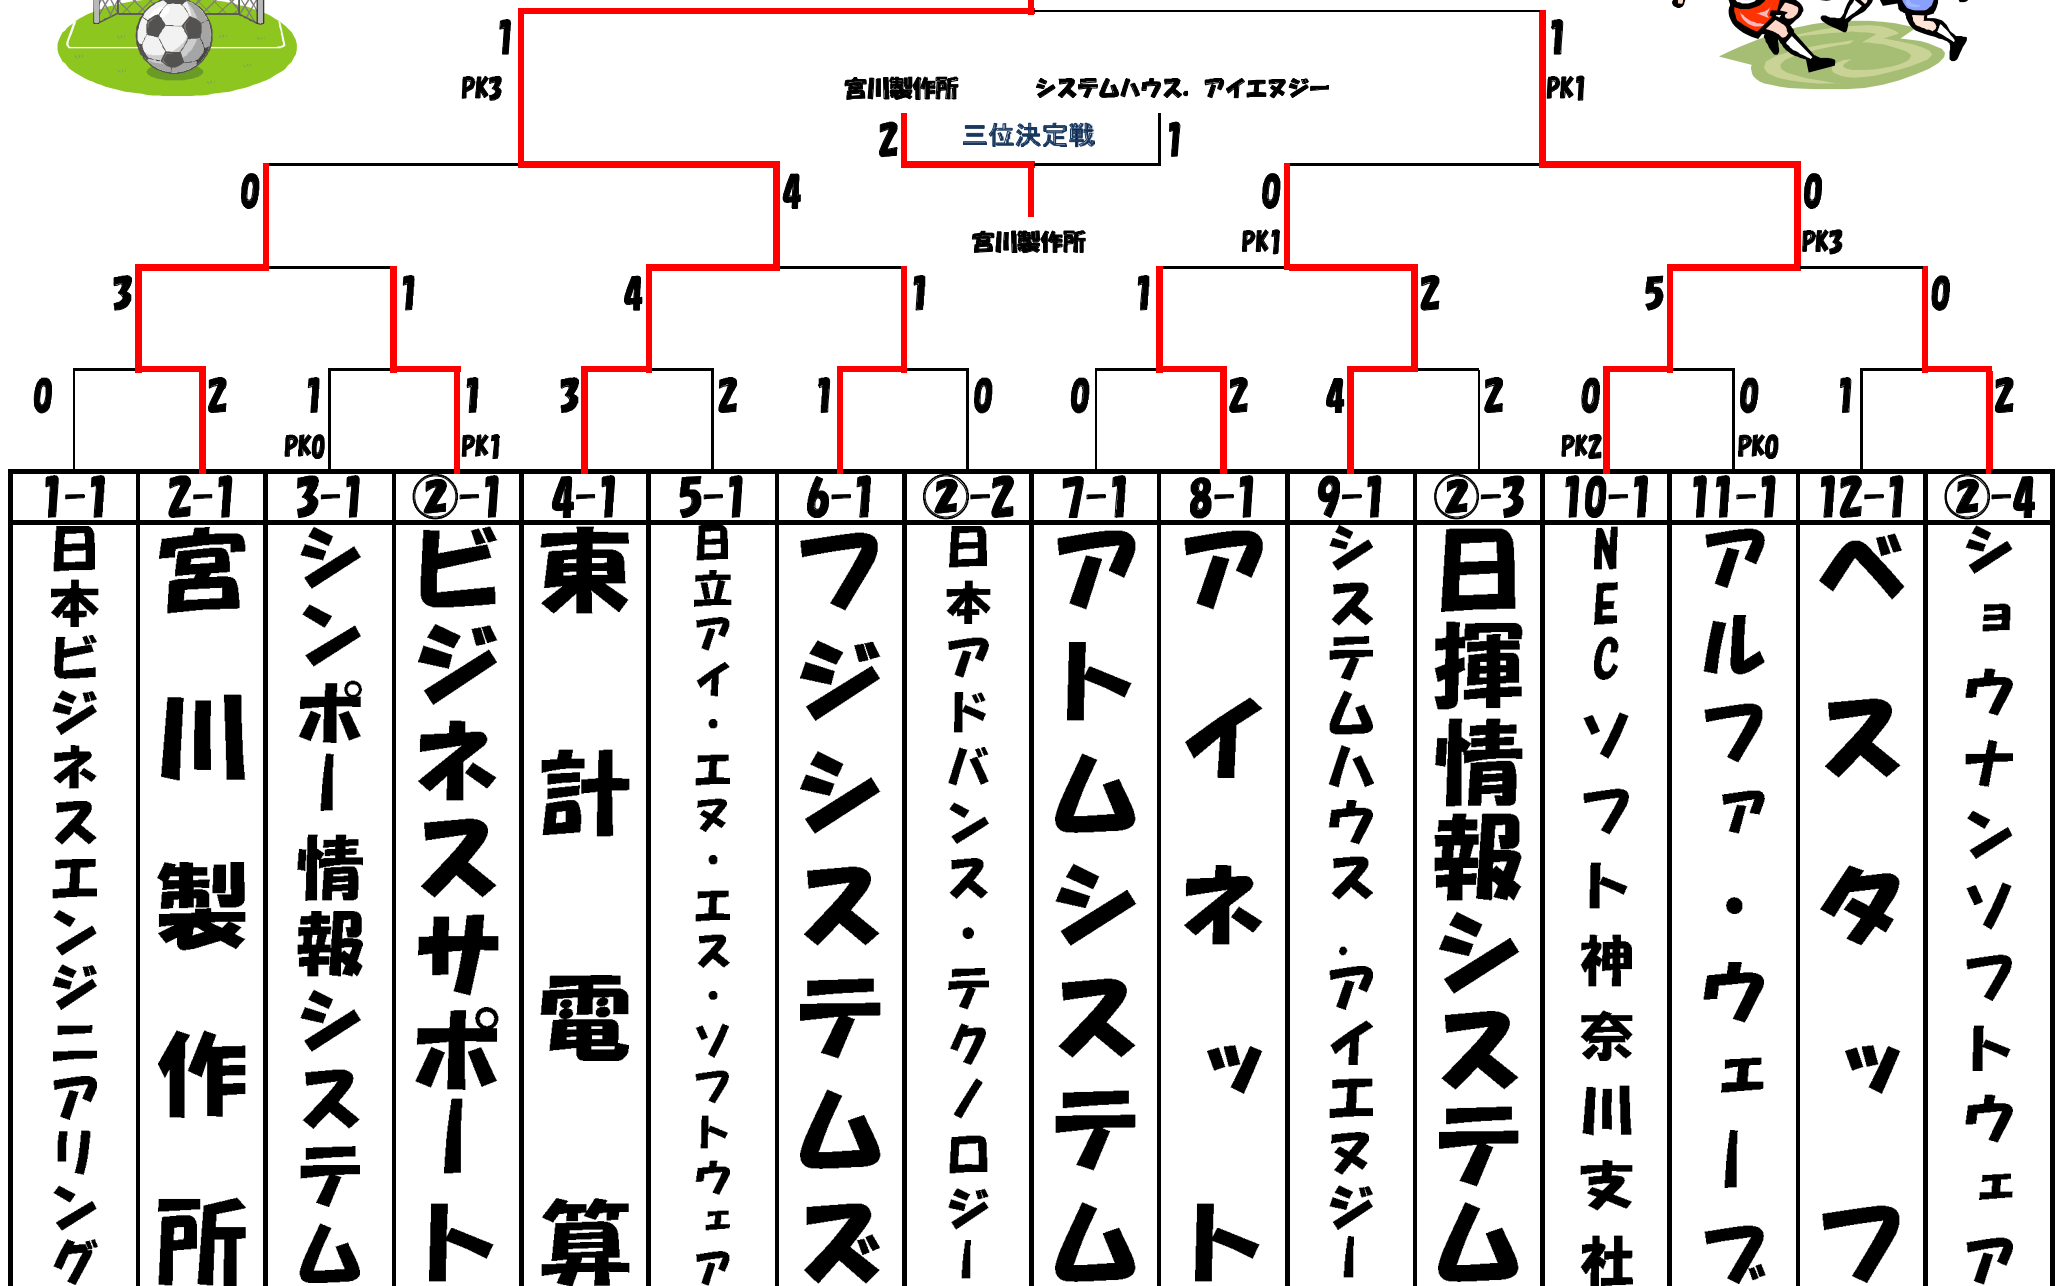 1 1
PK3 宮川製作所 システムハウス. アイエヌジー PK1
2 三位決定戦 1
0 4 0 0
宮川製作所 PK1 PK3
3 1 4 1 1 2 5 0
0 2 1 1 3 2 1 0 0 2 4 2 0 0 1 2
PK0 PK1 PK2 PK0
1-1 2-1 3-1 ②-1 4-1 5-1 6-1 ②-2 7-1 8-1 9-1 ②-3 10-1 11-1 12-1 ②-4
日本ビジネスエンジニアリング
宮川製作所
シンポー情報システム
ビジネスサポート
東計電算
日立アイ・エヌ・エス・ソフトウェア
フジシステムズ
日本アドバンス・テクノロジー
アトムシステム
アイネット
システムハウス.アイエヌジー
日揮情報システム
NECソフト神奈川支社
アルファ・ウェーブ
ベスタップ
ショウナンソフトウェア